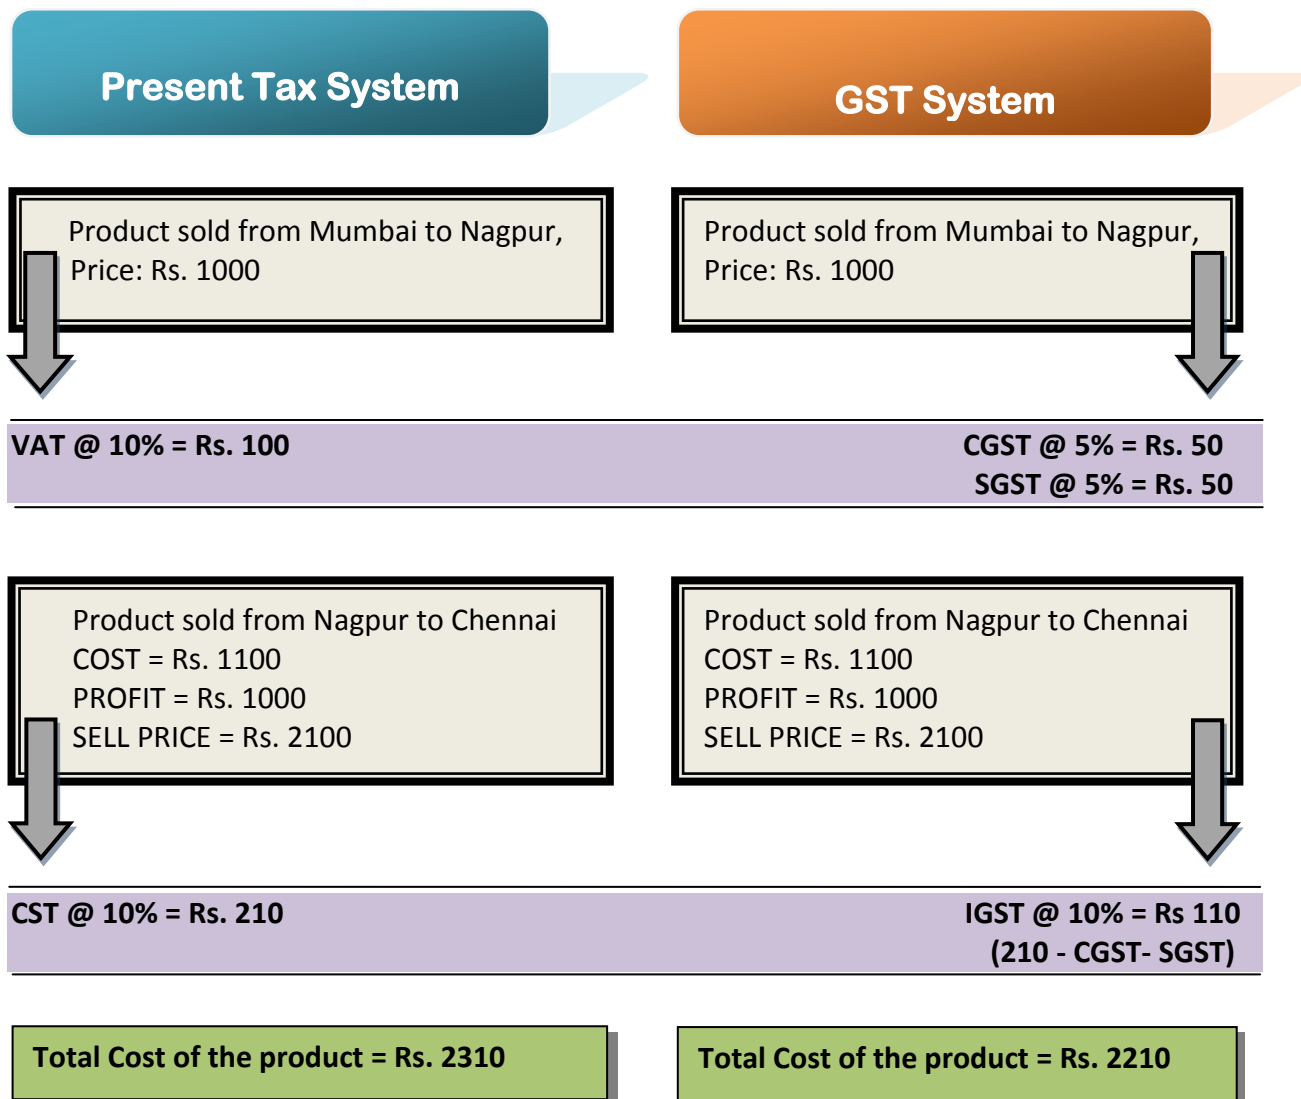 Present Tax System
GST System
Product sold from Mumbai to Nagpur,
Price: Rs. 1000
Product sold from Mumbai to Nagpur,
Price: Rs. 1000
VAT @ 10% = Rs. 100
CGST @ 5% = Rs. 50
SGST @ 5% = Rs. 50
Product sold from Nagpur to Chennai
COST = Rs. 1100
PROFIT = Rs. 1000
SELL PRICE = Rs. 2100
Product sold from Nagpur to Chennai
COST = Rs. 1100
PROFIT = Rs. 1000
SELL PRICE = Rs. 2100
CST @ 10% = Rs. 210
IGST @ 10% = Rs 110
(210 - CGST- SGST)
Total Cost of the product = Rs. 2310
Total Cost of the product = Rs. 2210